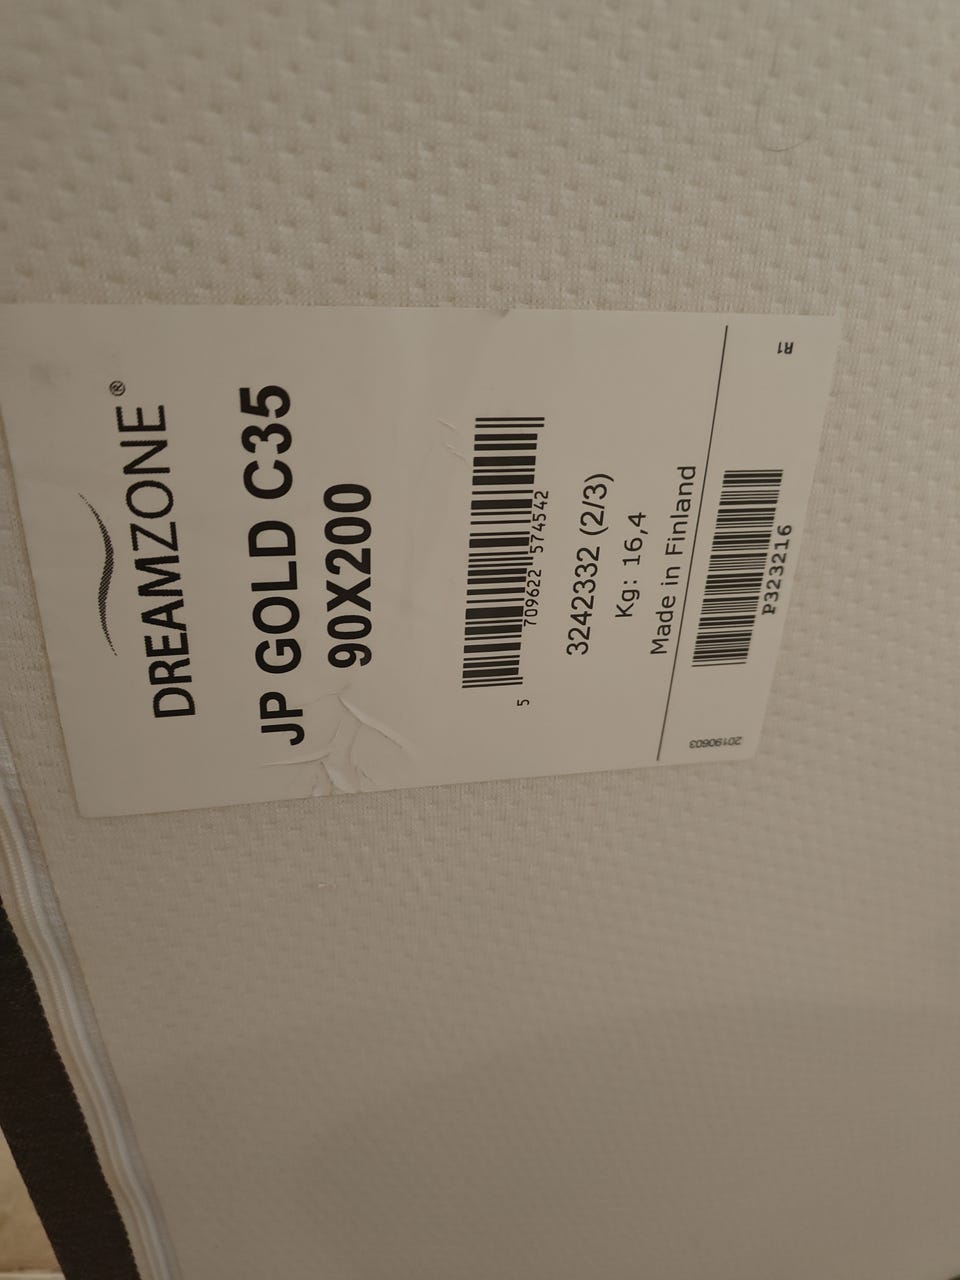 DREAMZONE®
JP GOLD C35
90X200
5 709622 574542
3242332 (2/3)
Kg: 16,4
Made in Finland
P323216
20190603
R1